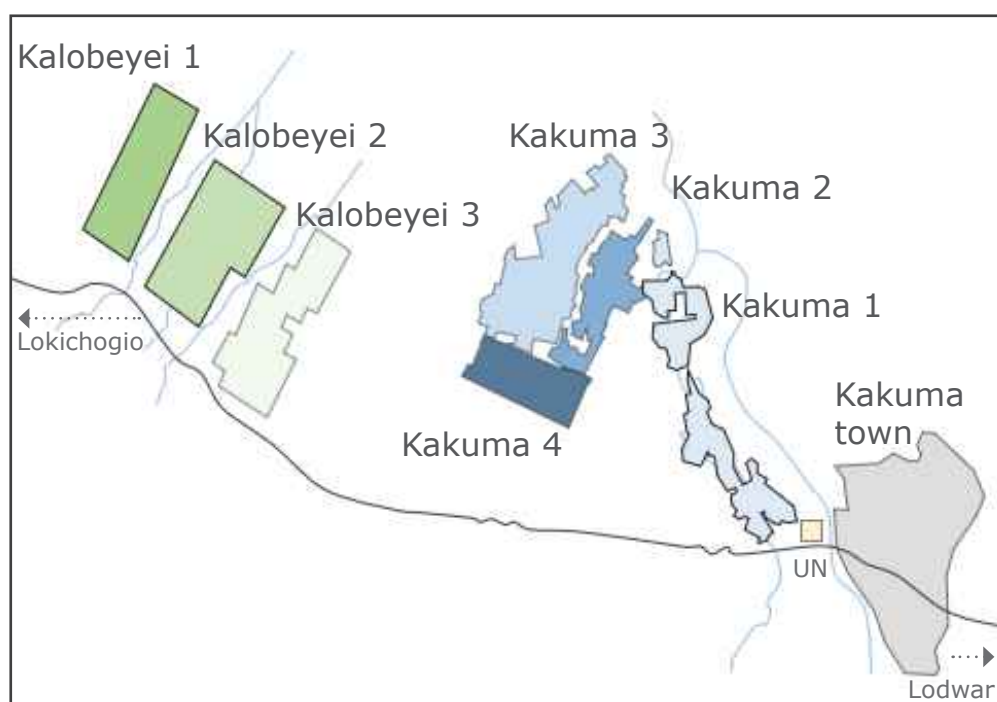 Kalobeyei 1
Kalobeyei 2
Kalobeyei 3
Kakuma 3
Kakuma 2
Kakuma 1
Kakuma 4
Kakuma
town
Lokichogio
UN
Lodwar